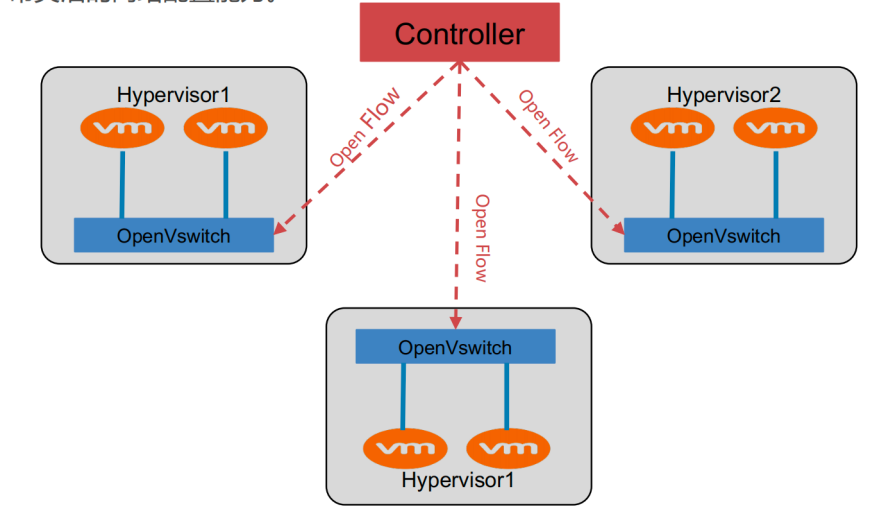 Controller
Hypervisor1
vm vm
OpenVswitch
Open Flow
Open Flow
Open Flow
Hypervisor2
vm vm
OpenVswitch
OpenVswitch
vm vm
Hypervisor1